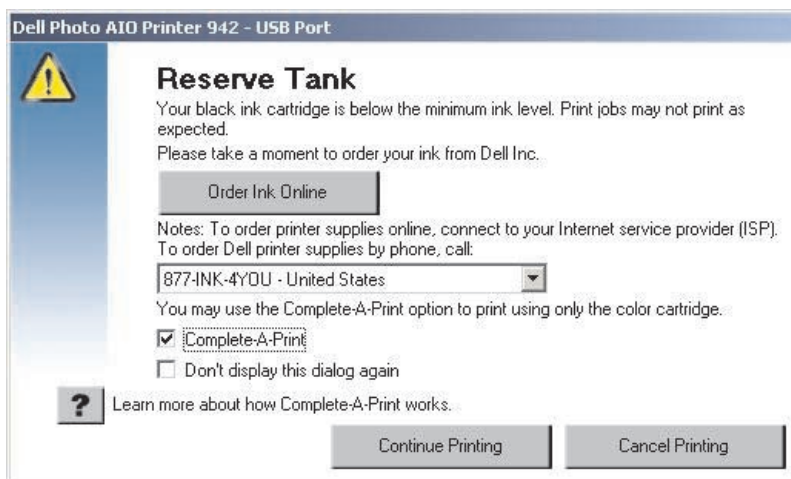 Dell Photo AIO Printer 942 - USB Port
Reserve Tank
Your black ink cartridge is below the minimum ink level. Print jobs may not print as
expected.
Please take a moment to order your ink from Dell Inc.
Order Ink Online
Notes: To order printer supplies online, connect to your Internet service provider (ISP).
To order Dell printer supplies by phone, call:
877-INK-4YOU - United States
You may use the Complete-A-Print option to print using only the color cartridge.
Complete-A-Print
Don't display this dialog again
? Learn more about how Complete-A-Print works.
Continue Printing Cancel Printing